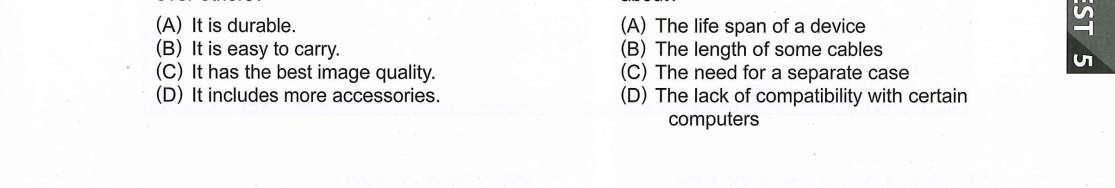 (A) It is durable.
(B) It is easy to carry.
(C) It has the best image quality.
(D) It includes more accessories.
(A) The life span of a device
(B) The length of some cables
(C) The need for a separate case
(D) The lack of compatibility with certain
computers
5